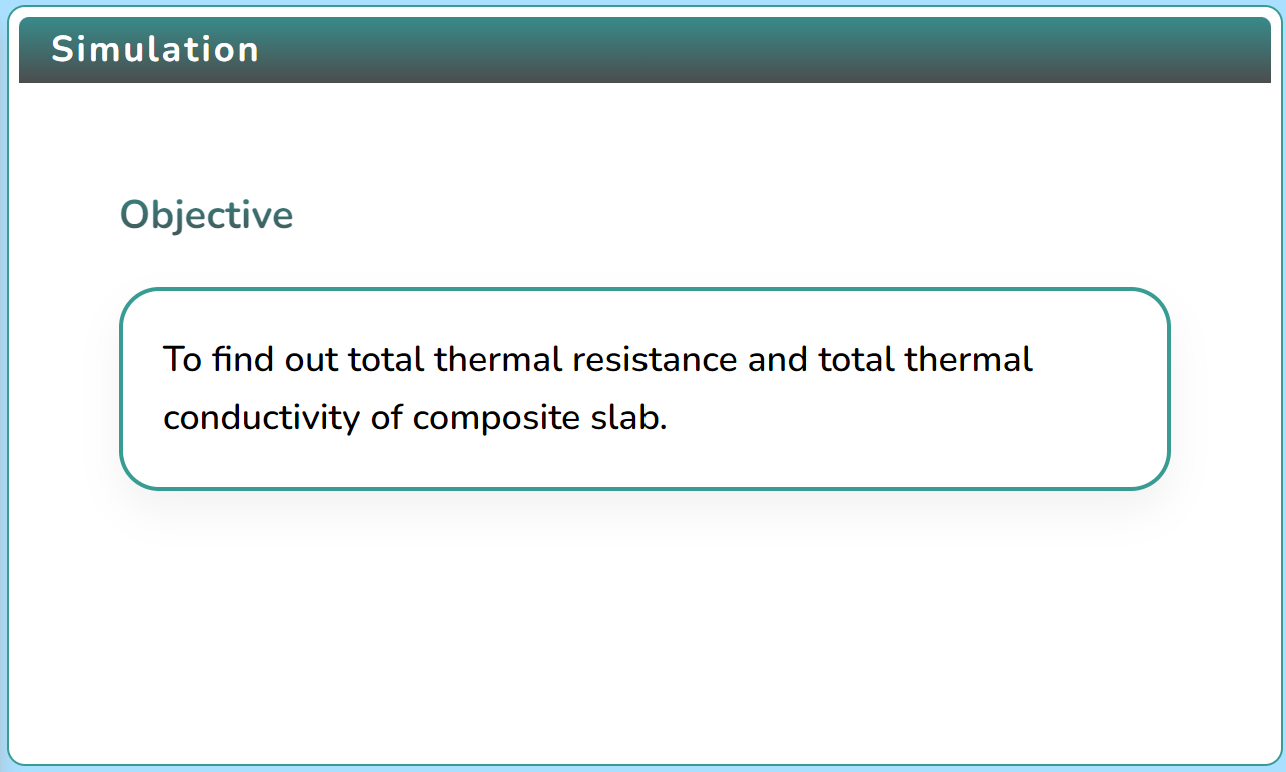 Simulation
Objective
To find out total thermal resistance and total thermal
conductivity of composite slab.